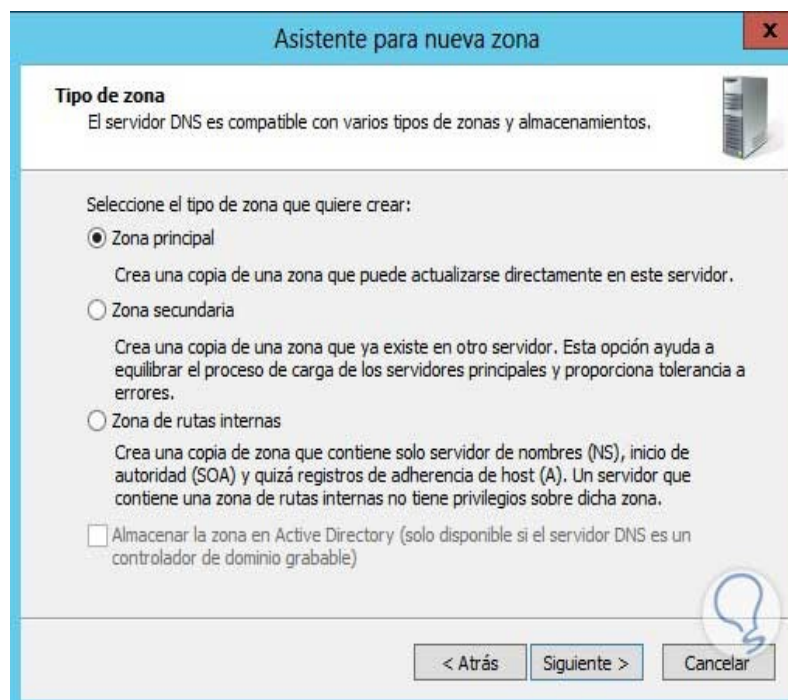 Asistente para nueva zona
x
Tipo de zona
El servidor DNS es compatible con varios tipos de zonas y almacenamientos.
Seleccione el tipo de zona que quiere crear:
Zona principal
Crea una copia de una zona que puede actualizarse directamente en este servidor.
Zona secundaria
Crea una copia de una zona que ya existe en otro servidor. Esta opción ayuda a
equilibrar el proceso de carga de los servidores principales y proporciona tolerancia a
errores.
Zona de rutas internas
Crea una copia de zona que contiene solo servidor de nombres (NS), inicio de
autoridad (SOA) y quizá registros de adherencia de host (A). Un servidor que
contiene una zona de rutas internas no tiene privilegios sobre dicha zona.
Almacenar la zona en Active Directory (solo disponible si el servidor DNS es un
controlador de dominio grabable)
< Atrás Siguiente > Cancelar